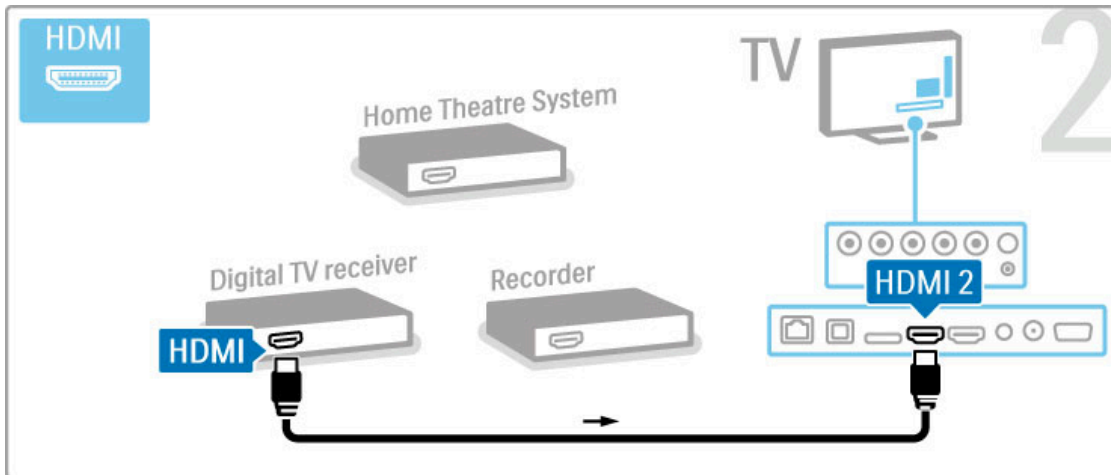 HDMI
TV
2
Home Theatre System
Digital TV receiver
Recorder
HDMI 2
HDMI